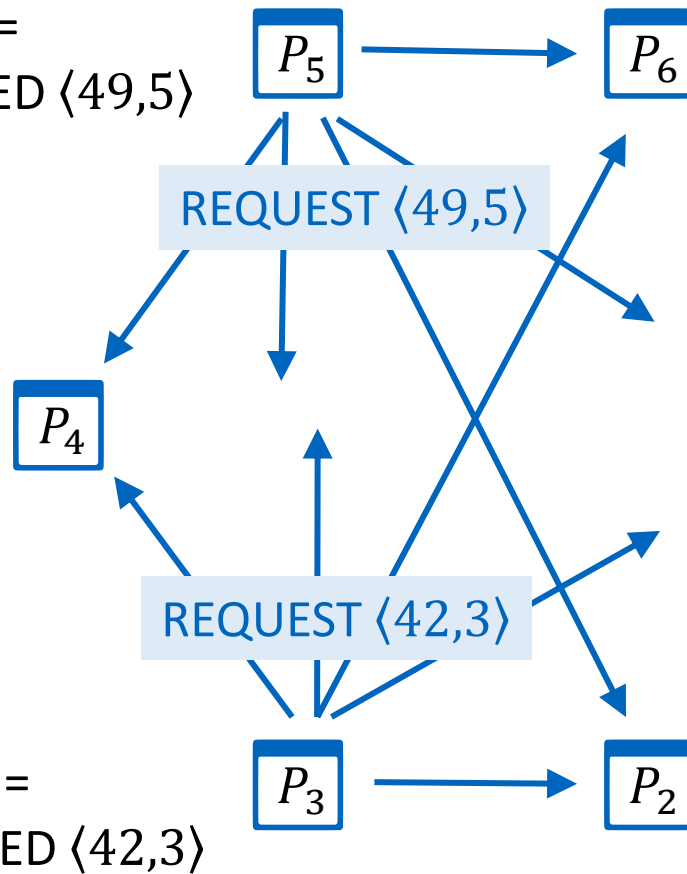 =
ED ⟨49,5⟩
P₅
P₆
REQUEST ⟨49,5⟩
P₄
REQUEST ⟨42,3⟩
P₃
P₂
=
ED ⟨42,3⟩